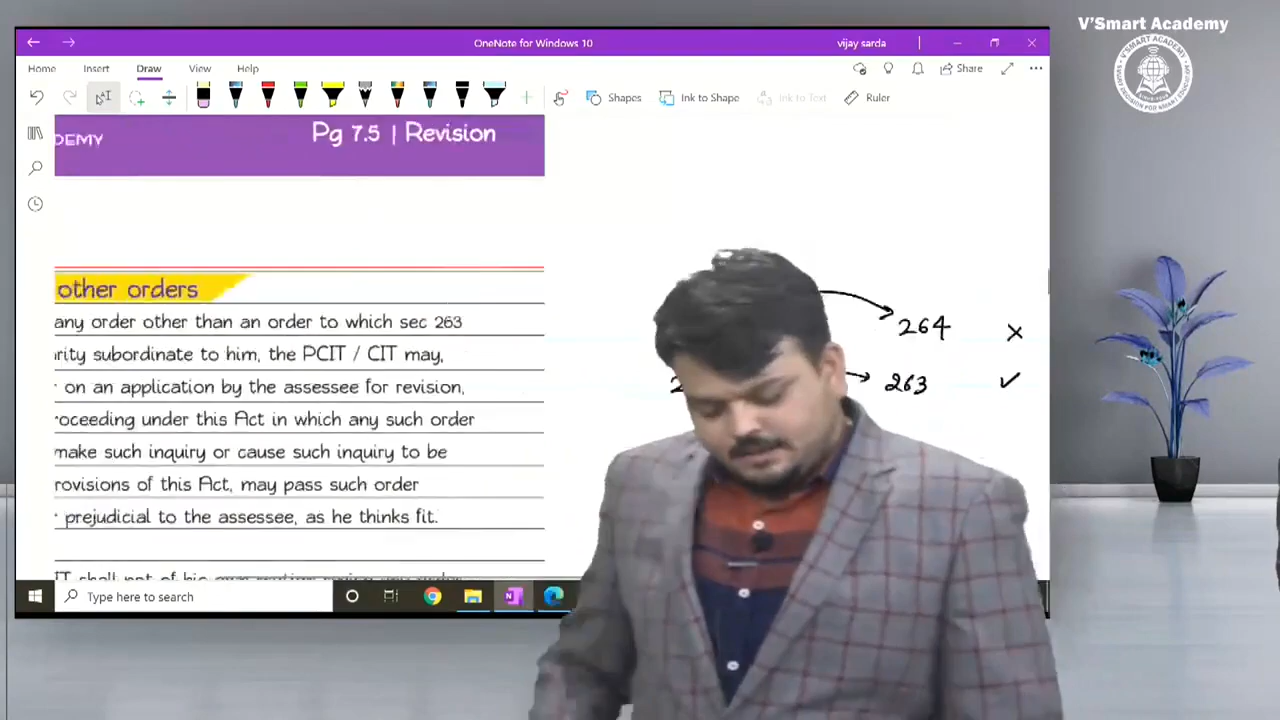 V'Smart Academy
OneNote for Windows 10
vijay sarda
Home Insert Draw View Help
Share
Shapes
Ink to Shape
Ink to Text
Ruler
DEMY
Pg 7.5 | Revision
other orders
any order other than an order to which sec 263
rity subordinate to him, the PCIT / CIT may,
on an application by the assessee for revision,
roceeding under this Act in which any such order
make such inquiry or cause such inquiry to be
rovisions of this Act, may pass such order
prejudicial to the assessee, as he thinks fit.
264 ×
263 ✓
Type here to search